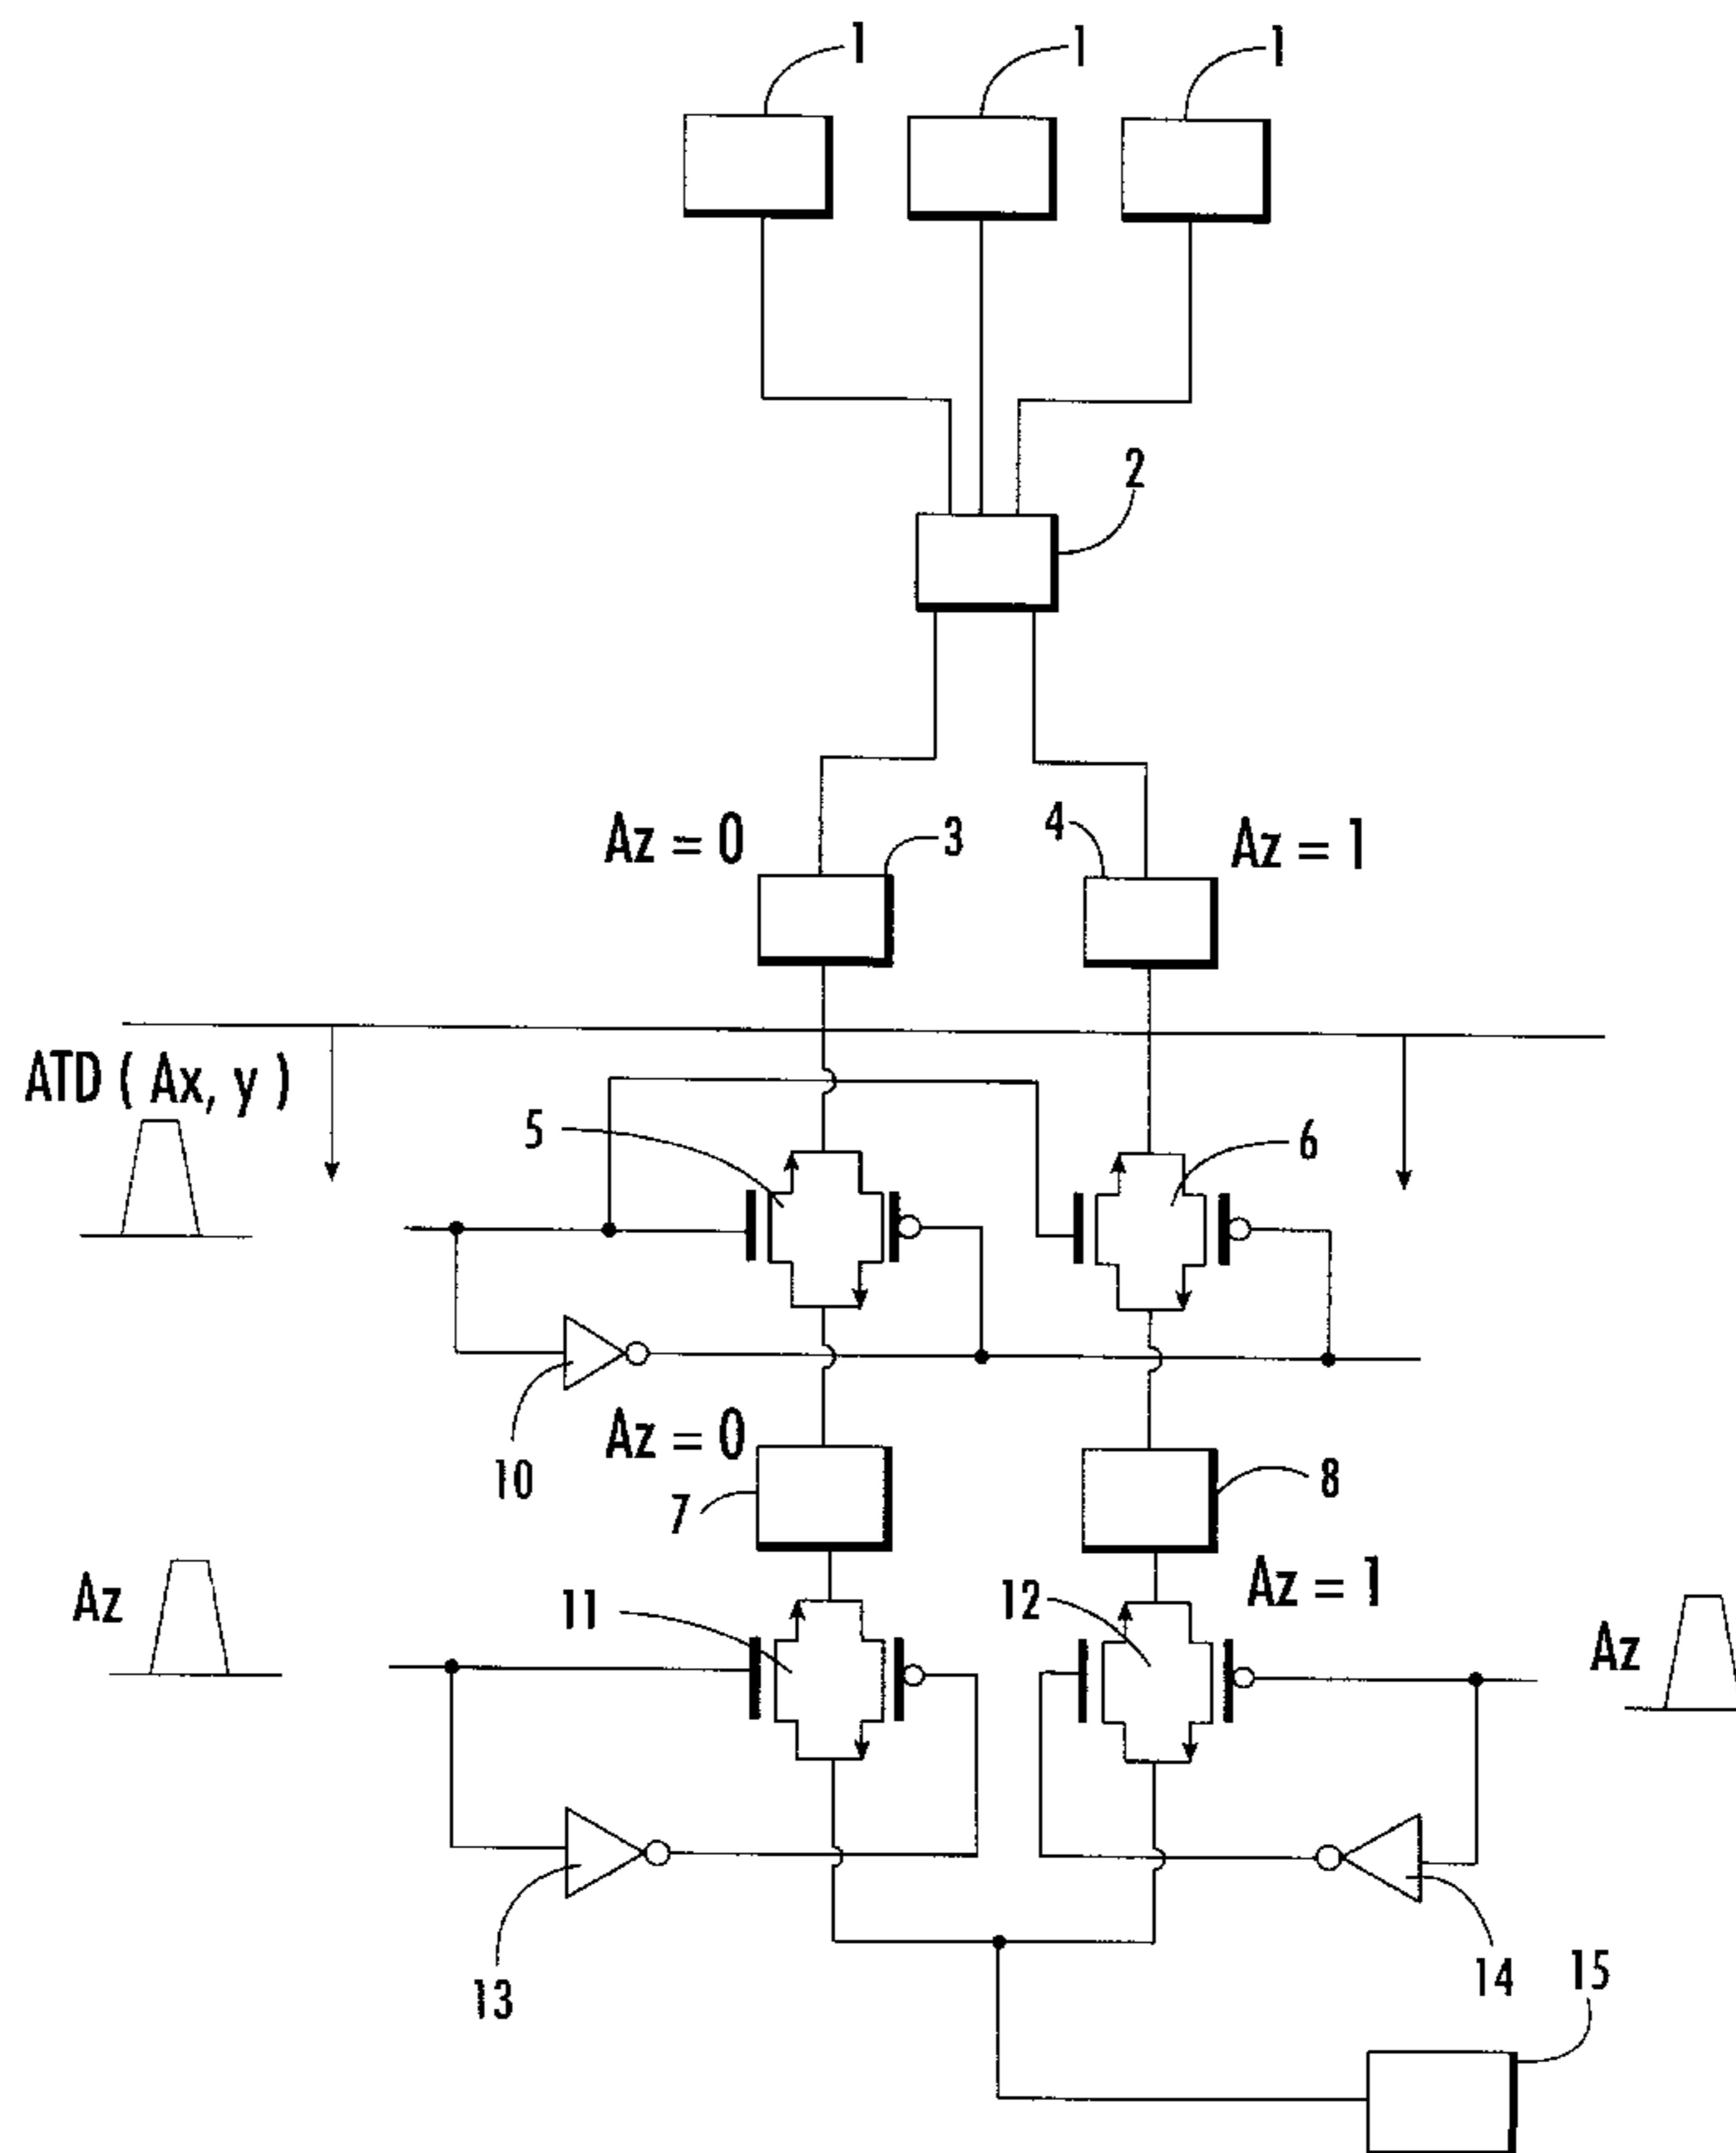 1
1
1
2
Az = 0
3
4
Az = 1
ATD ( Ax, y )
5
6
10
Az = 0
7
8
Az
11
12
Az = 1
Az
13
14
15